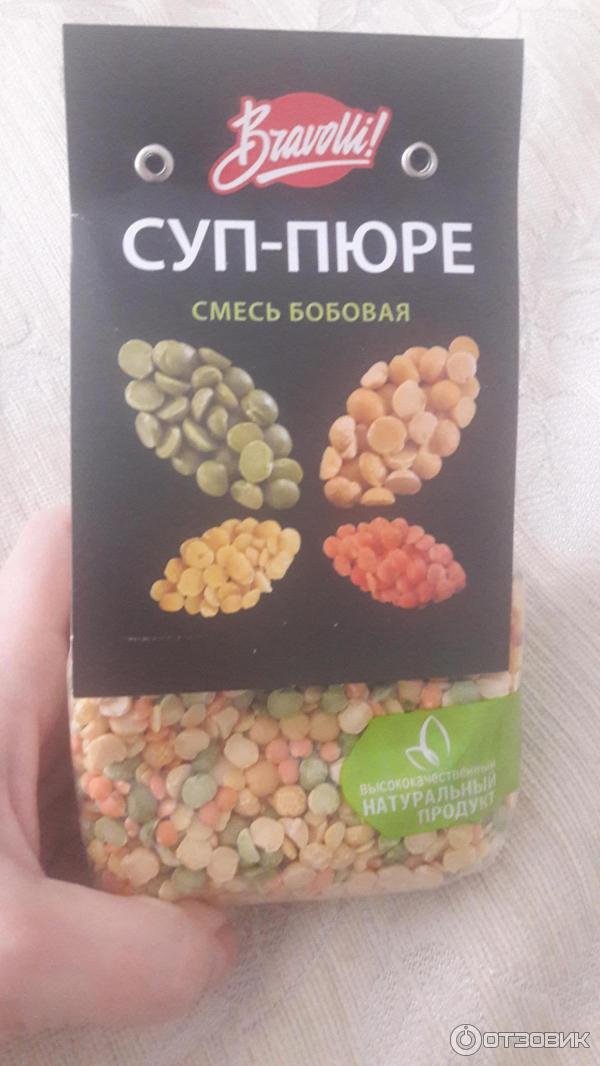 Bravolli!
СУП-ПЮРЕ
СМЕСЬ БОБОВАЯ
ВЫСОКОКАЧЕСТВЕННЫЙ
НАТУРАЛЬНЫЙ
ПРОДУКТ
ОТЗОВИК